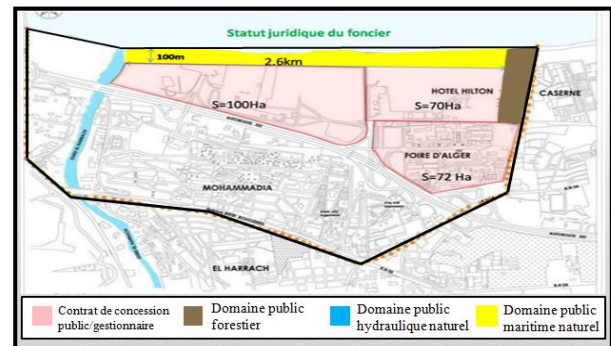 Statut juridique du foncier
100m
2.6km
HOTEL HILTON
CASERNE
S=100Ha
S=70Ha
FOIRE D'ALGER
S=72 Ha
MOHAMMADIA
EL HARRACH
Contrat de concession
public/gestionnaire
Domaine public
forestier
Domaine public
hydraulique naturel
Domaine public
maritime naturel